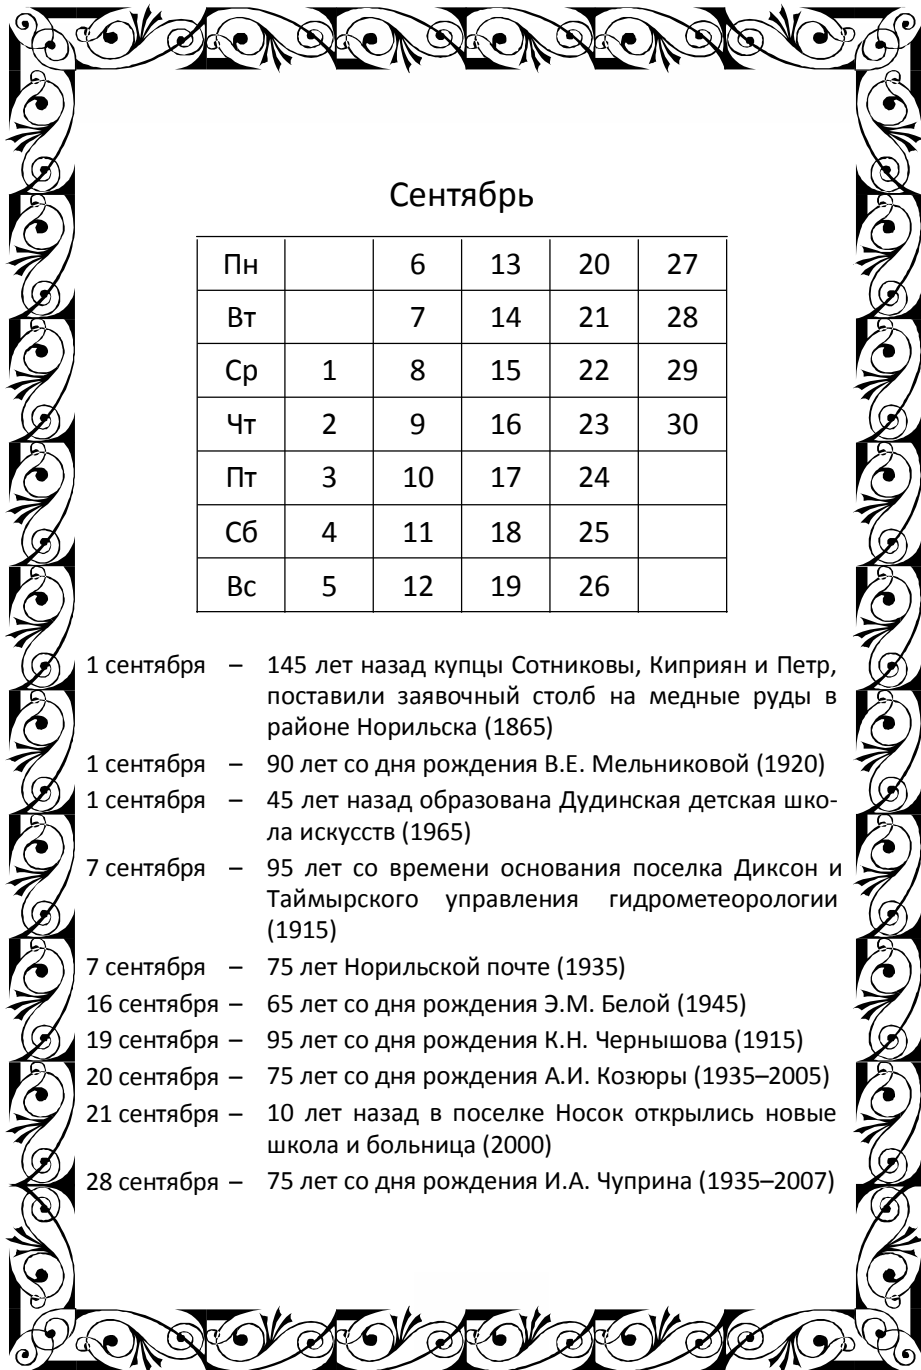 Сентябрь
Пн 6 13 20 27
Вт 7 14 21 28
Ср 1 8 15 22 29
Чт 2 9 16 23 30
Пт 3 10 17 24
Сб 4 11 18 25
Вс 5 12 19 26
1 сентября – 145 лет назад купцы Сотниковы, Киприян и Петр,
поставили заявочный столб на медные руды в
районе Норильска (1865)
1 сентября – 90 лет со дня рождения В.Е. Мельниковой (1920)
1 сентября – 45 лет назад образована Дудинская детская шко-
ла искусств (1965)
7 сентября – 95 лет со времени основания поселка Диксон и
Таймырского управления гидрометеорологии
(1915)
7 сентября – 75 лет Норильской почте (1935)
16 сентября – 65 лет со дня рождения Э.М. Белой (1945)
19 сентября – 95 лет со дня рождения К.Н. Чернышова (1915)
20 сентября – 75 лет со дня рождения А.И. Козюры (1935–2005)
21 сентября – 10 лет назад в поселке Носок открылись новые
школа и больница (2000)
28 сентября – 75 лет со дня рождения И.А. Чуприна (1935–2007)